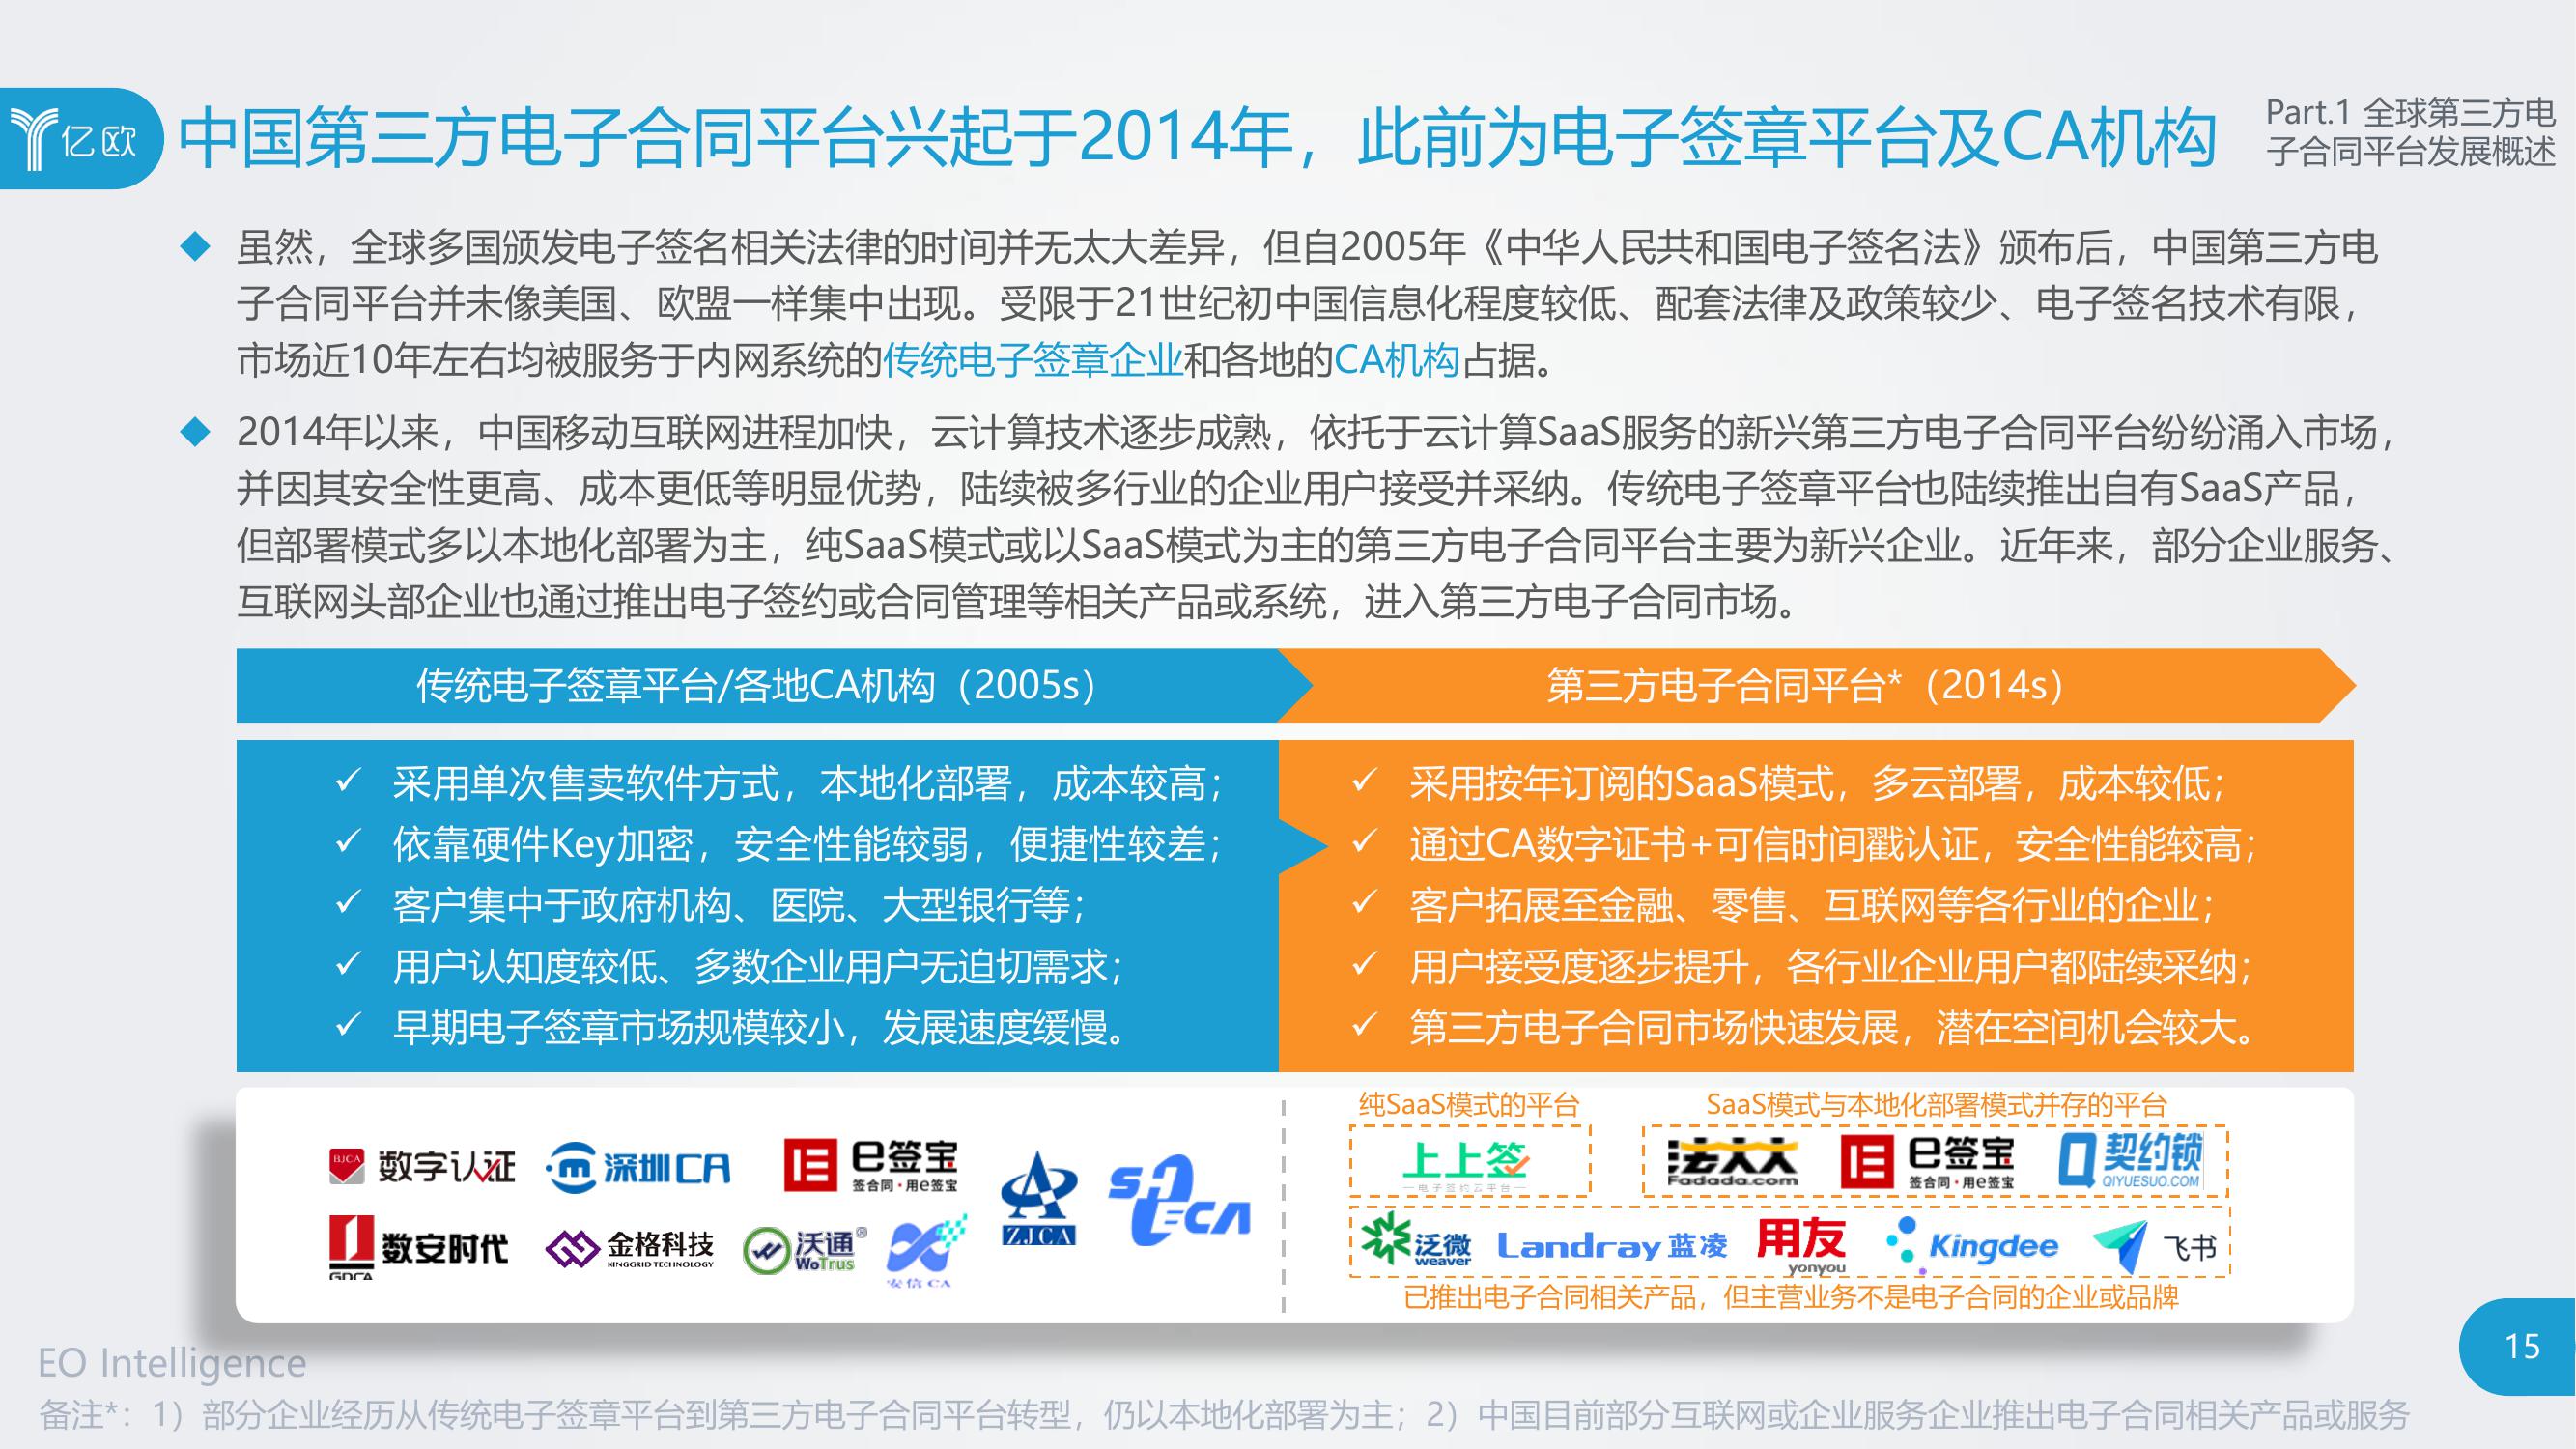 亿欧
中国第三方电子合同平台兴起于2014年，此前为电子签章平台及CA机构
Part.1 全球第三方电
子合同平台发展概述
虽然，全球多国颁发电子签名相关法律的时间并无太大差异，但自2005年《中华人民共和国电子签名法》颁布后，中国第三方电
子合同平台并未像美国、欧盟一样集中出现。受限于21世纪初中国信息化程度较低、配套法律及政策较少、电子签名技术有限，
市场近10年左右均被服务于内网系统的传统电子签章企业和各地的CA机构占据。
2014年以来，中国移动互联网进程加快，云计算技术逐步成熟，依托于云计算SaaS服务的新兴第三方电子合同平台纷纷涌入市场，
并因其安全性更高、成本更低等明显优势，陆续被多行业的企业用户接受并采纳。传统电子签章平台也陆续推出自有SaaS产品，
但部署模式多以本地化部署为主，纯SaaS模式或以SaaS模式为主的第三方电子合同平台主要为新兴企业。近年来，部分企业服务、
互联网头部企业也通过推出电子签约或合同管理等相关产品或系统，进入第三方电子合同市场。
传统电子签章平台/各地CA机构（2005s）
第三方电子合同平台*（2014s）
采用单次售卖软件方式，本地化部署，成本较高；
依靠硬件Key加密，安全性能较弱，便捷性较差；
客户集中于政府机构、医院、大型银行等；
用户认知度较低、多数企业用户无迫切需求；
早期电子签章市场规模较小，发展速度缓慢。
采用按年订阅的SaaS模式，多云部署，成本较低；
通过CA数字证书+可信时间戳认证，安全性能较高；
客户拓展至金融、零售、互联网等各行业的企业；
用户接受度逐步提升，各行业企业用户都陆续采纳；
第三方电子合同市场快速发展，潜在空间机会较大。
BJCA 数字认证
深圳CA
e签宝
签合同·用e签宝
ZJCA
SHECA
数安时代
GDCA
金格科技
KINGGRID TECHNOLOGY
沃通®
WoTrus
安信CA
纯SaaS模式的平台
SaaS模式与本地化部署模式并存的平台
上上签
电子签约云平台
法大大
Fadada.com
e签宝
签合同·用e签宝
契约锁
QIYUESUO.COM
泛微
weaver
Landray 蓝凌
用友
yonyou
Kingdee
飞书
已推出电子合同相关产品，但主营业务不是电子合同的企业或品牌
EO Intelligence
15
备注*：1）部分企业经历从传统电子签章平台到第三方电子合同平台转型，仍以本地化部署为主；2）中国目前部分互联网或企业服务企业推出电子合同相关产品或服务